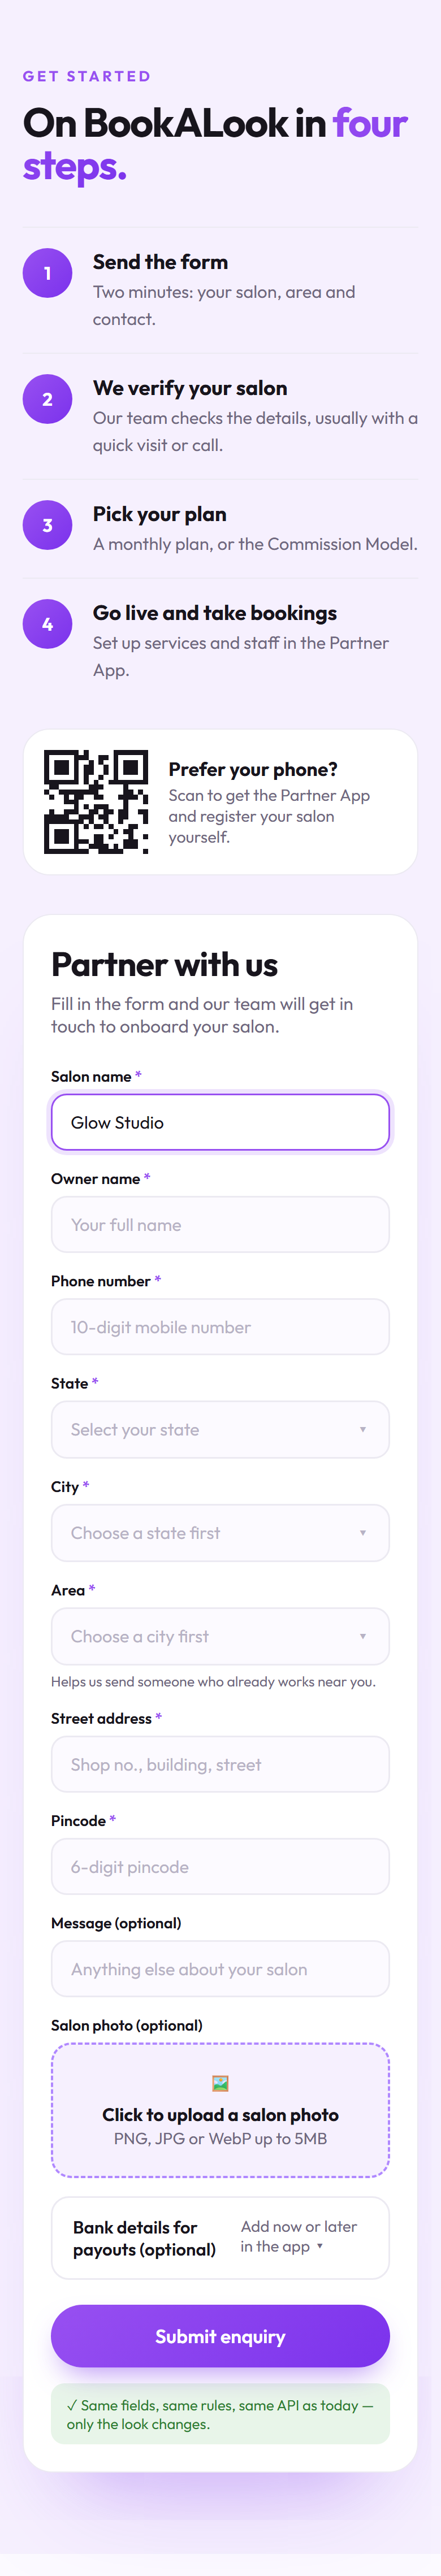 GET STARTED
On BookALook in four
steps.
1
Send the form
Two minutes: your salon, area and
contact.
2
We verify your salon
Our team checks the details, usually with a
quick visit or call.
3
Pick your plan
A monthly plan, or the Commission Model.
4
Go live and take bookings
Set up services and staff in the Partner
App.
Prefer your phone?
Scan to get the Partner App
and register your salon
yourself.
Partner with us
Fill in the form and our team will get in
touch to onboard your salon.
Salon name *
Glow Studio
Owner name *
Your full name
Phone number *
10-digit mobile number
State *
Select your state ▾
City *
Choose a state first ▾
Area *
Choose a city first ▾
Helps us send someone who already works near you.
Street address *
Shop no., building, street
Pincode *
6-digit pincode
Message (optional)
Anything else about your salon
Salon photo (optional)
Click to upload a salon photo
PNG, JPG or WebP up to 5MB
Bank details for
payouts (optional)
Add now or later
in the app ▾
Submit enquiry
✓ Same fields, same rules, same API as today —
only the look changes.